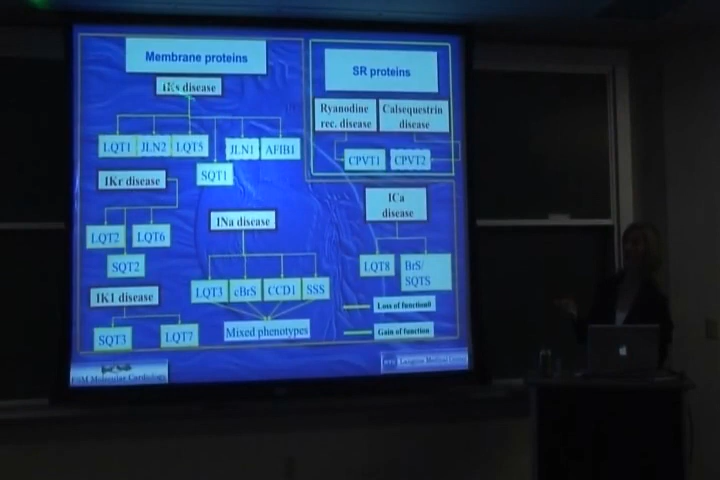 Membrane proteins
IKs disease
LQT1
JLN2
LQT5
JLN1
AFIB1
SQT1
IKr disease
LQT2
LQT6
SQT2
IK1 disease
SQT3
LQT7
INa disease
LQT3
cBrS
CCD1
SSS
Mixed phenotypes
SR proteins
Ryanodine
rec. disease
Calsequestrin
disease
CPVT1
CPVT2
ICa
disease
LQT8
BrS/
SQTS
Loss of function
Gain of function
Molecular Cardiology
Langone Medical